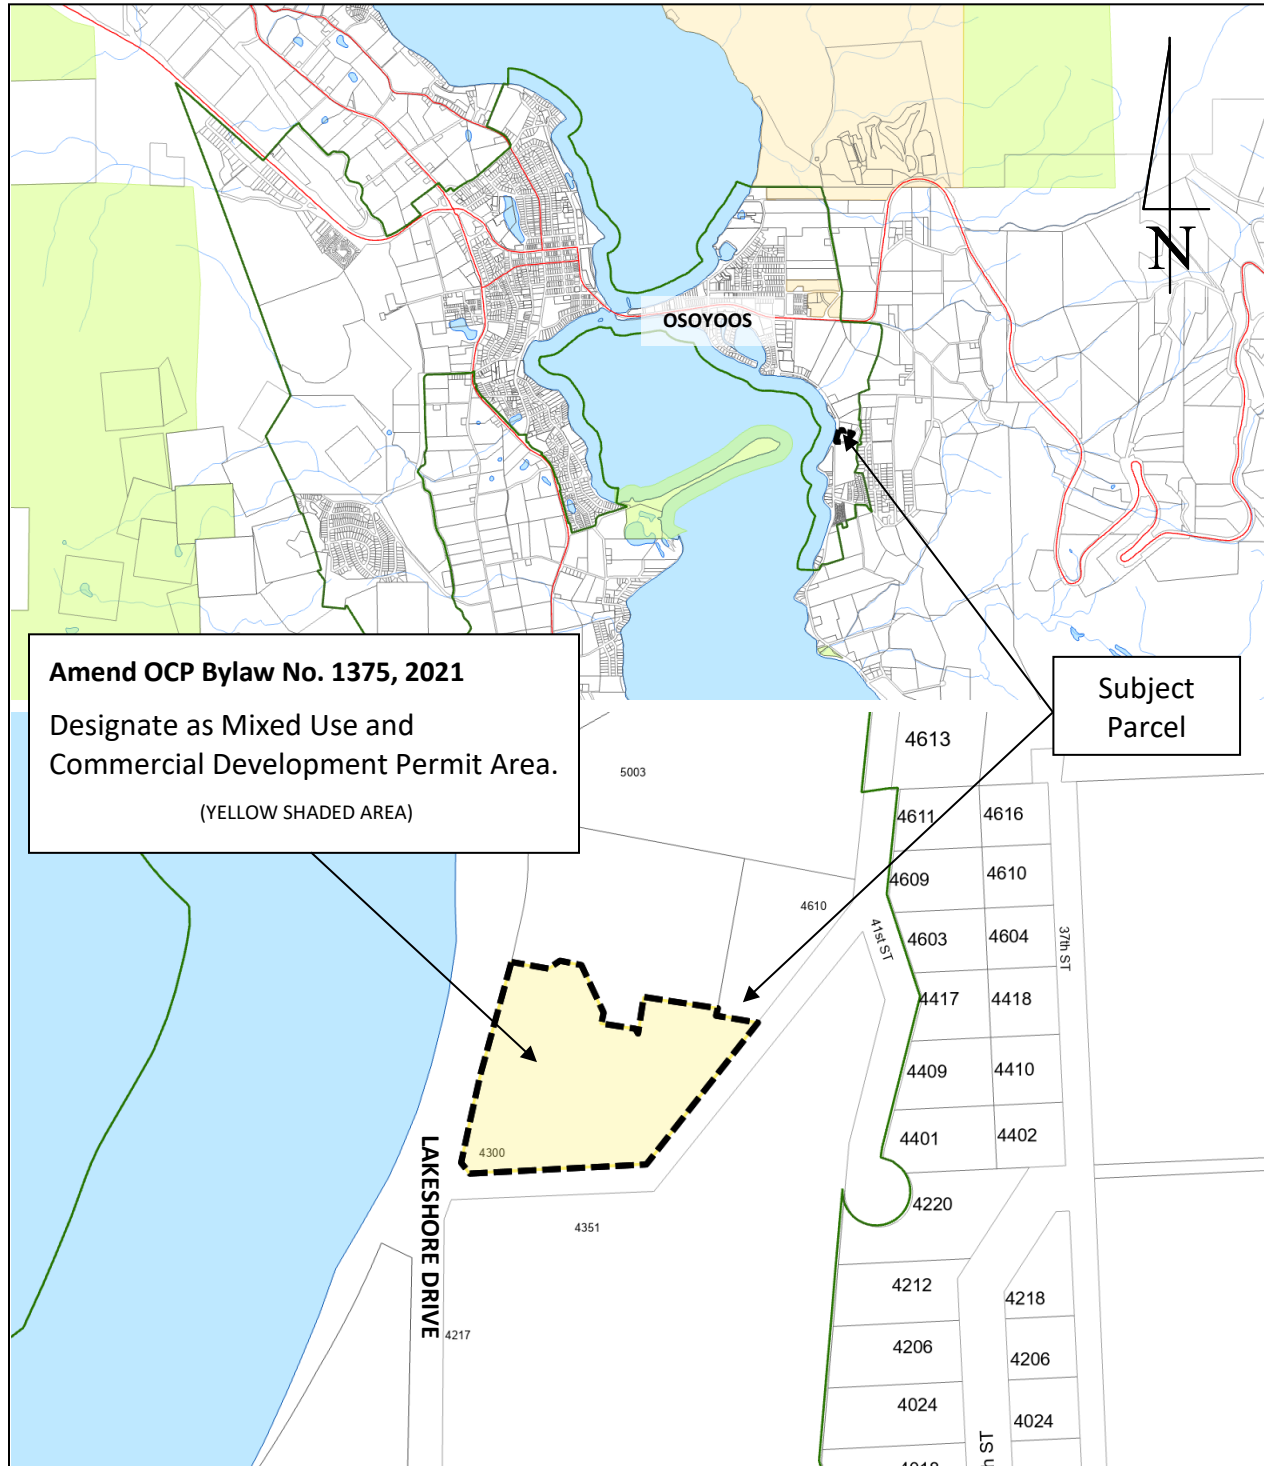 N
OSOYOOS
Amend OCP Bylaw No. 1375, 2021
Designate as Mixed Use and
Commercial Development Permit Area.
(YELLOW SHADED AREA)
Subject
Parcel
5003
4610
4300
4351
4217
LAKESHORE DRIVE
41st ST
37th ST
4613
4611
4616
4609
4610
4603
4604
4417
4418
4409
4410
4401
4402
4220
4212
4218
4206
4206
4024
4024
ST